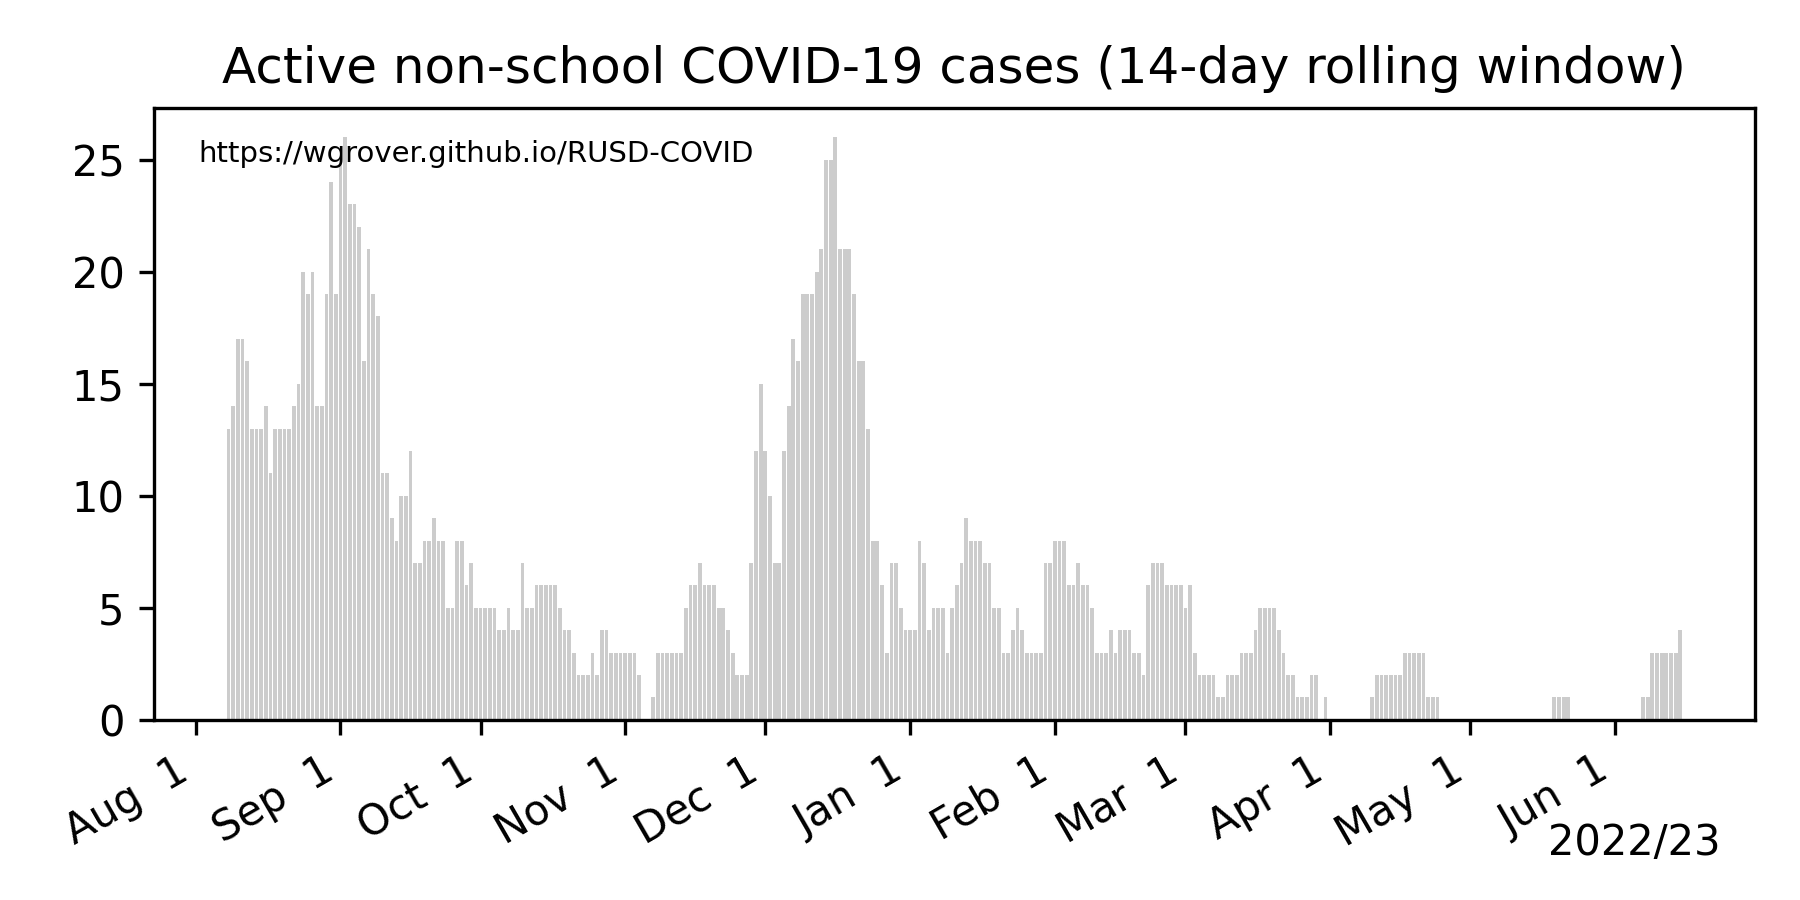 Active non-school COVID-19 cases (14-day rolling window)
https://wgrover.github.io/RUSD-COVID
25
20
15
10
5
0
Aug 1
Sep 1
Oct 1
Nov 1
Dec 1
Jan 1
Feb 1
Mar 1
Apr 1
May 1
Jun 1
2022/23